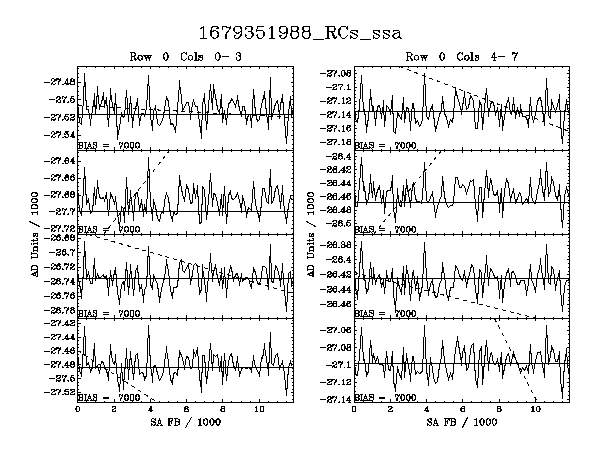 1679351988_RCs_ssa
Row 0 Cols 0- 3
-27.48
-27.5
-27.52
-27.54
BIAS = 7000
-27.64
-27.66
-27.68
-27.7
-27.72
BIAS = 7000
-26.68
-26.7
-26.72
-26.74
-26.76
-26.78
BIAS = 7000
-27.42
-27.44
-27.46
-27.48
-27.5
-27.52
BIAS = 7000
0 2 4 6 8 10
SA FB / 1000
AD Units / 1000
Row 0 Cols 4- 7
-27.08
-27.1
-27.12
-27.14
-27.16
-27.18
BIAS = 7000
-26.4
-26.42
-26.44
-26.46
-26.48
-26.5
BIAS = 7000
-26.38
-26.4
-26.42
-26.44
-26.46
BIAS = 7000
-27.06
-27.08
-27.1
-27.12
-27.14
BIAS = 7000
0 2 4 6 8 10
SA FB / 1000
AD Units / 1000